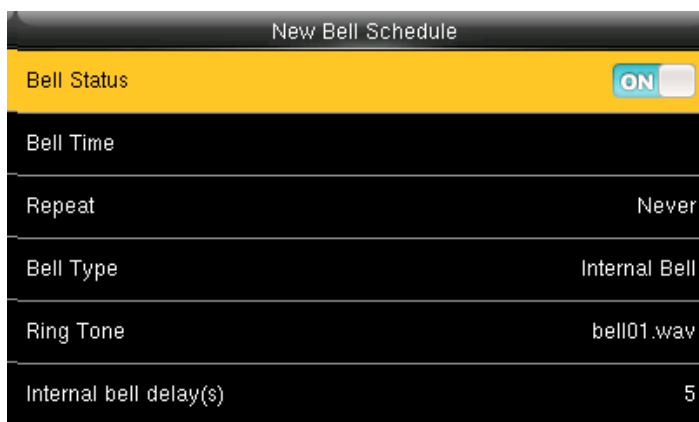 New Bell Schedule
Bell Status ON
Bell Time
Repeat Never
Bell Type Internal Bell
Ring Tone bell01.wav
Internal bell delay(s) 5